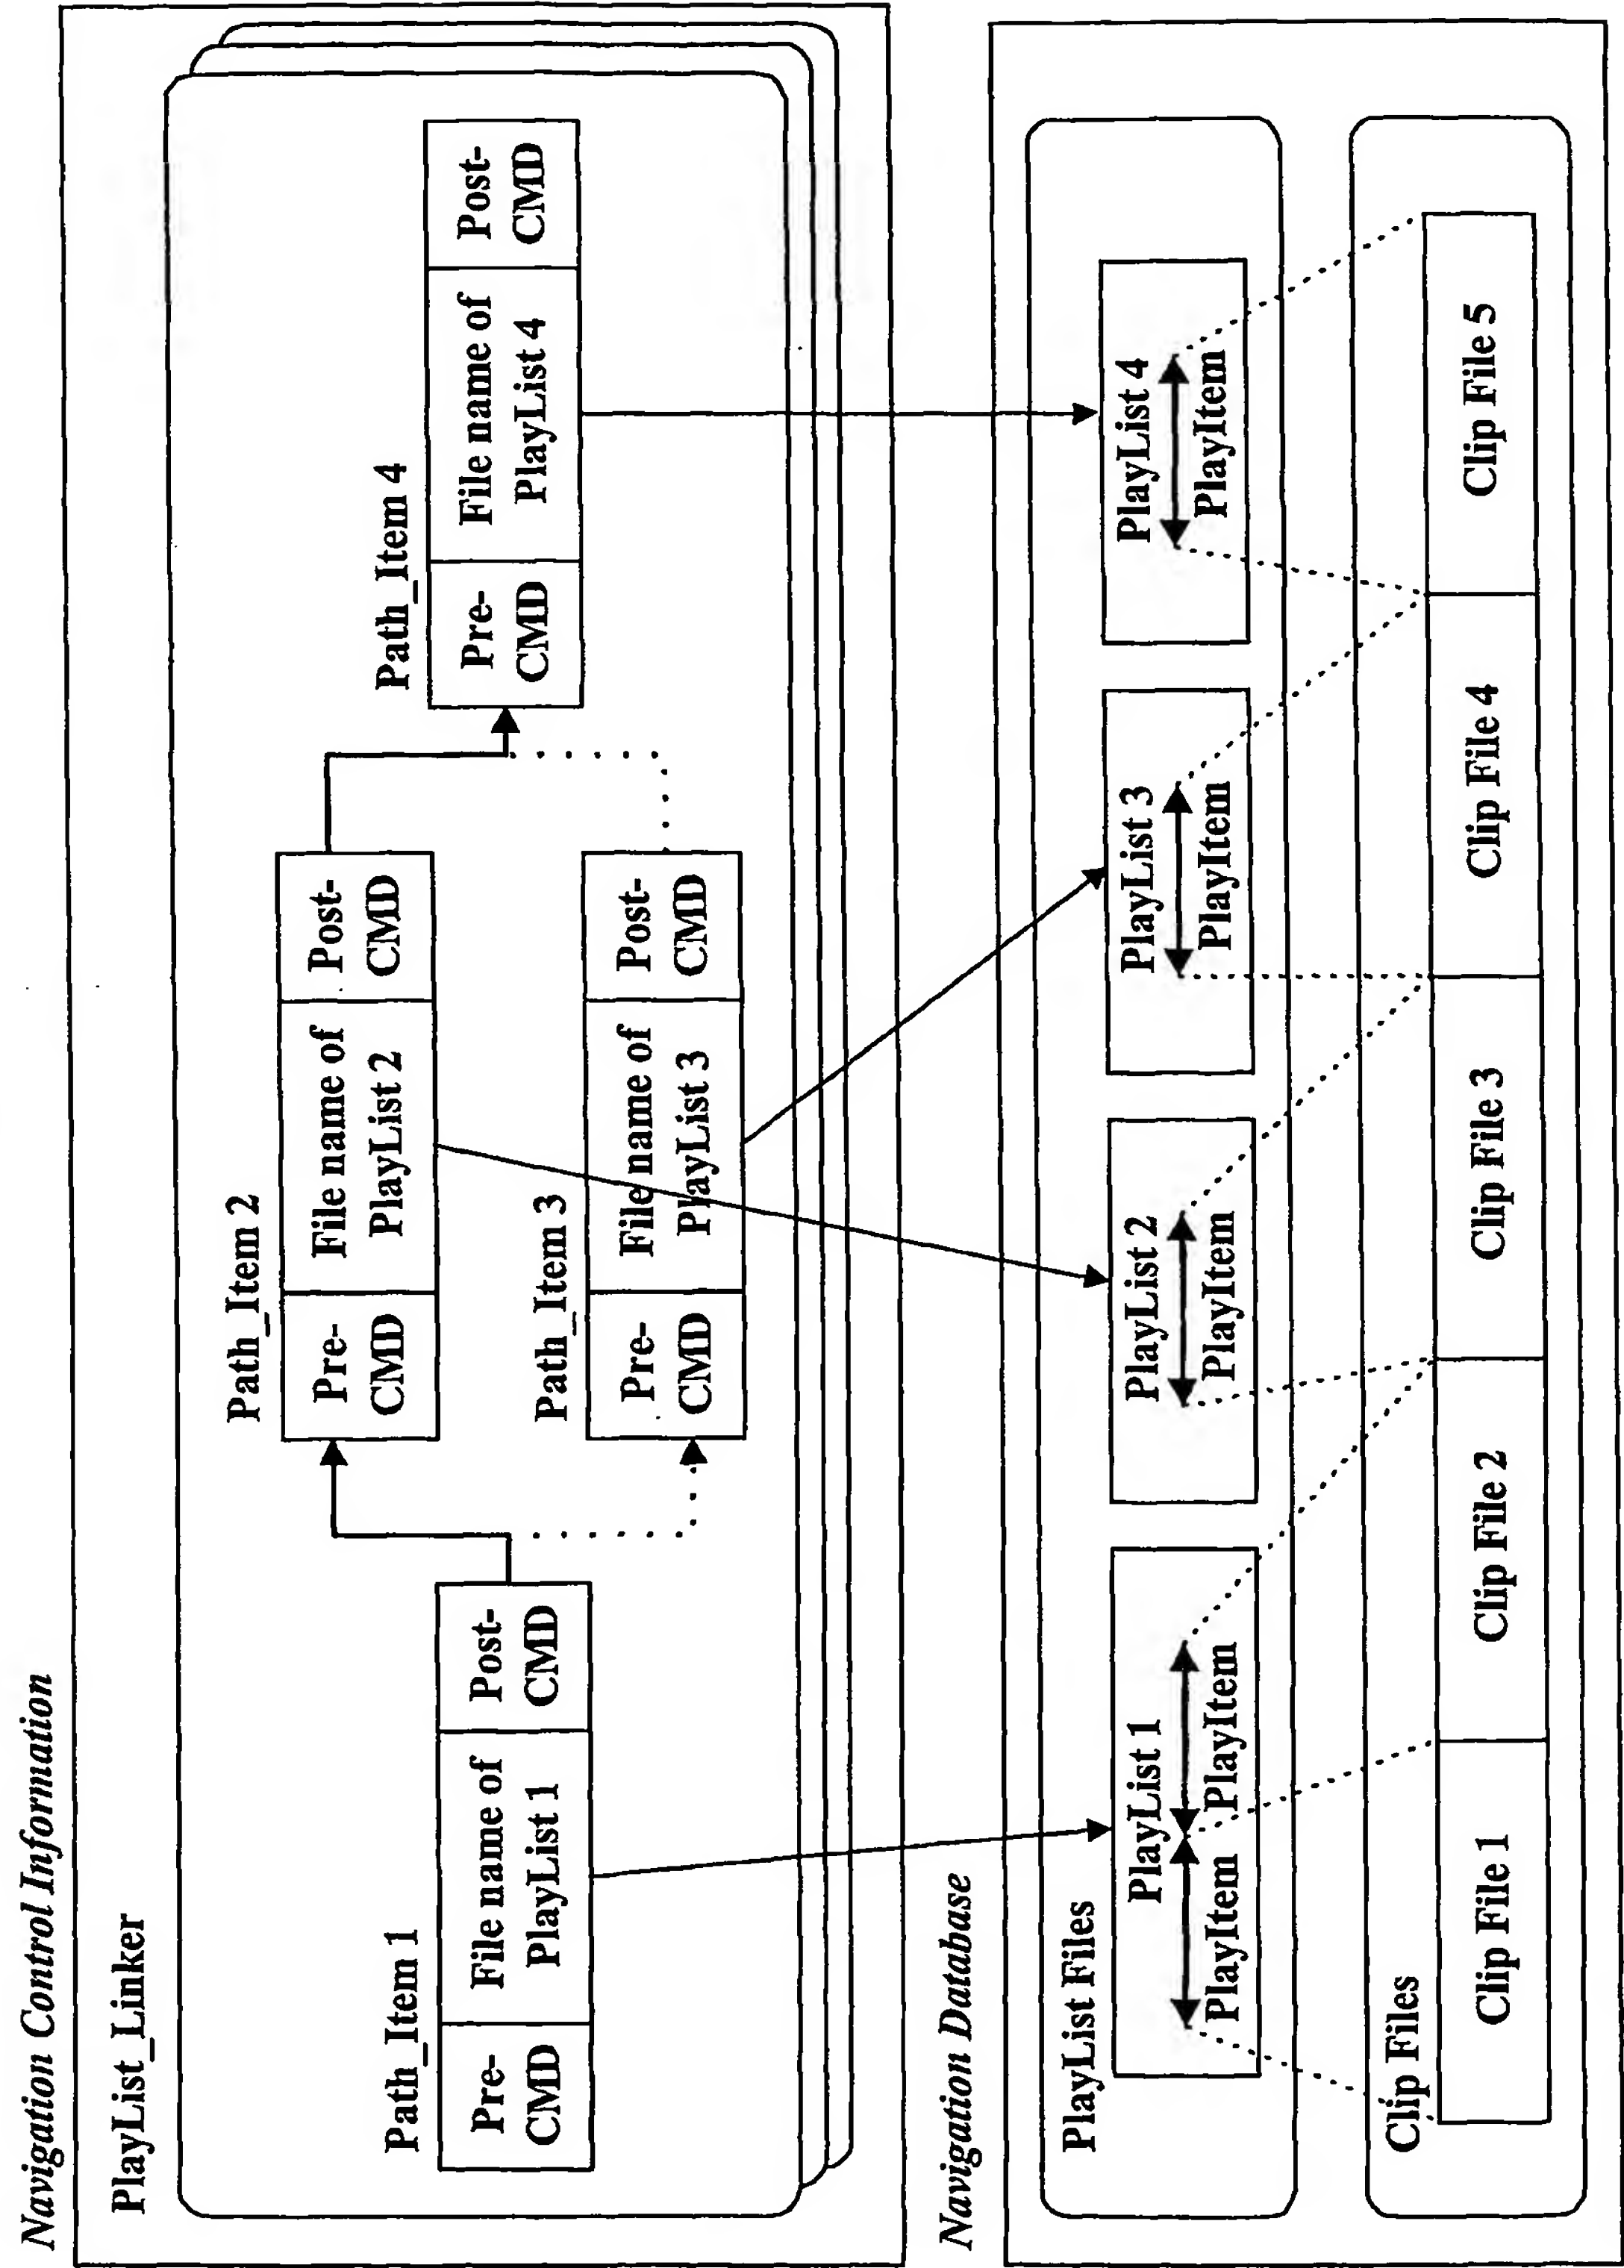 Navigation Control Information
PlayList_Linker
Path_Item 1
Pre-
CMD
File name of
PlayList 1
Post-
CMD
Path_Item 2
Pre-
CMD
File name of
PlayList 2
Post-
CMD
Path_Item 3
Pre-
CMD
File name of
PlayList 3
Post-
CMD
Path_Item 4
Pre-
CMD
File name of
PlayList 4
Post-
CMD
Navigation Database
PlayList Files
PlayList 1
PlayItem
PlayItem
PlayList 2
PlayItem
PlayList 3
PlayItem
PlayList 4
PlayItem
Clip Files
Clip File 1
Clip File 2
Clip File 3
Clip File 4
Clip File 5